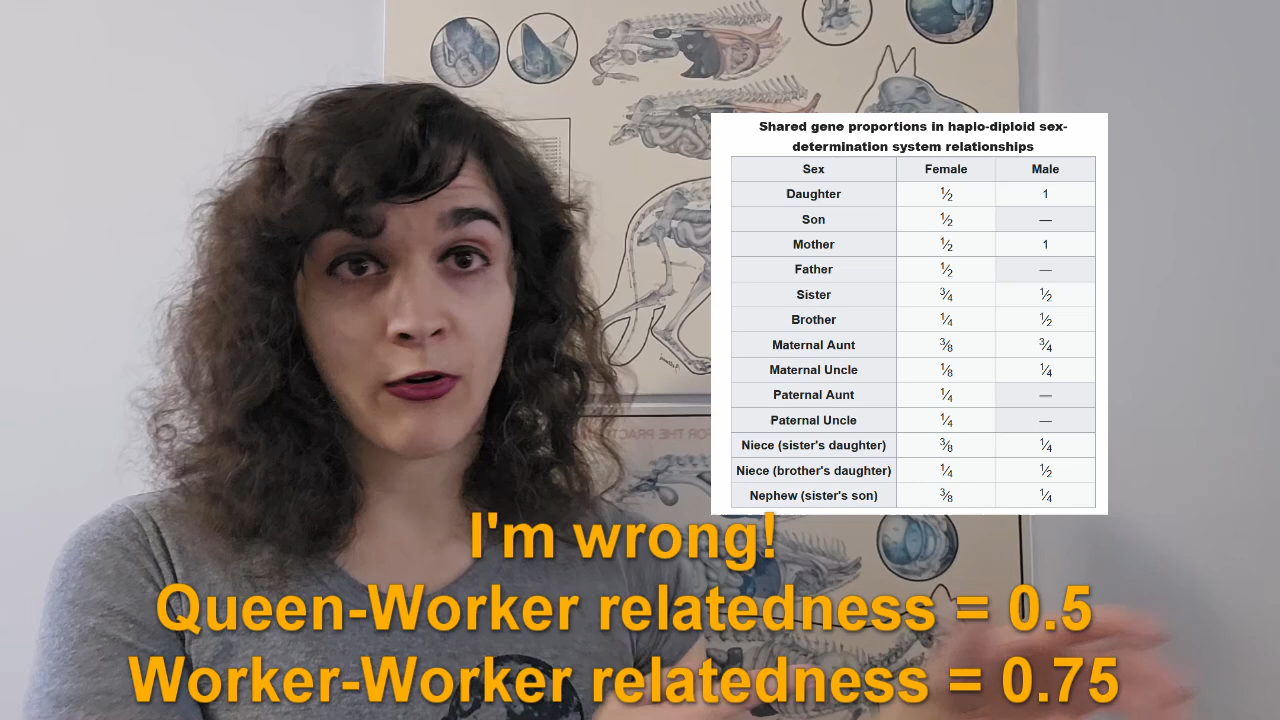 Shared gene proportions in haplo-diploid sex-
determination system relationships
Sex Female Male
Daughter ½ 1
Son ½ —
Mother ½ 1
Father ½ —
Sister ¾ ½
Brother ¼ ½
Maternal Aunt ⅜ ¾
Maternal Uncle ⅛ ¼
Paternal Aunt ¼ —
Paternal Uncle ¼ —
Niece (sister's daughter) ⅜ ¼
Niece (brother's daughter) ¼ ½
Nephew (sister's son) ⅜ ¼
I'm wrong!
Queen-Worker relatedness = 0.5
Worker-Worker relatedness = 0.75